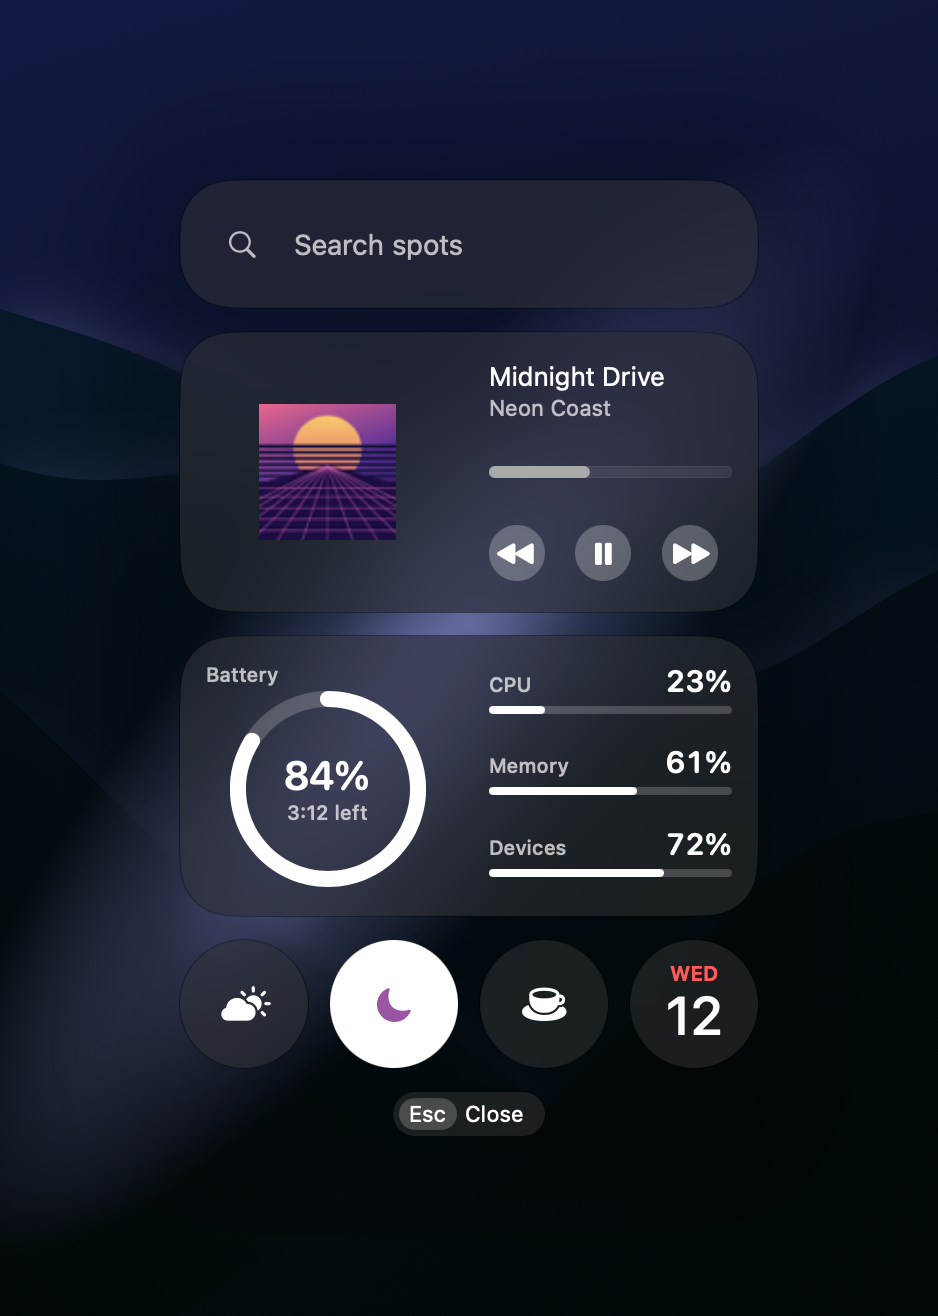 Search spots
Midnight Drive
Neon Coast
Battery
84%
3:12 left
CPU 23%
Memory 61%
Devices 72%
WED
12
Esc Close